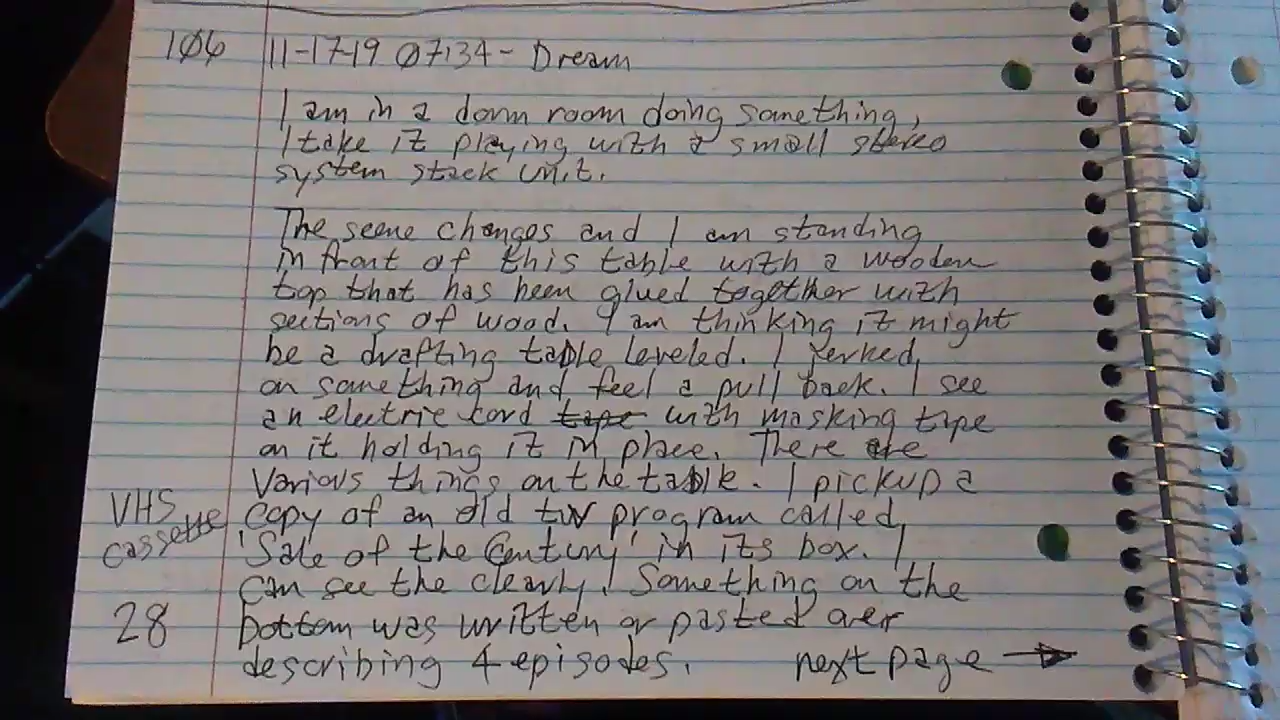 106 11-17-19 07:34 - Dream
I am in a dorm room doing something,
I take it playing with a small stereo
system stack unit.
The scene changes and I am standing
in front of this table with a wooden
top that has been glued together with
sections of wood. I am thinking it might
be a drafting table leveled. I jerked
on something and feel a pull back. I see
an electric cord tape with masking tape
on it holding it in place. There are
various things on the table. I pickup a
VHS copy of an old tv program called,
cassette 'Sale of the Century' in its box. I
can see the clearly. Something on the
28 bottom was written or pasted over
describing 4 episodes. next page →